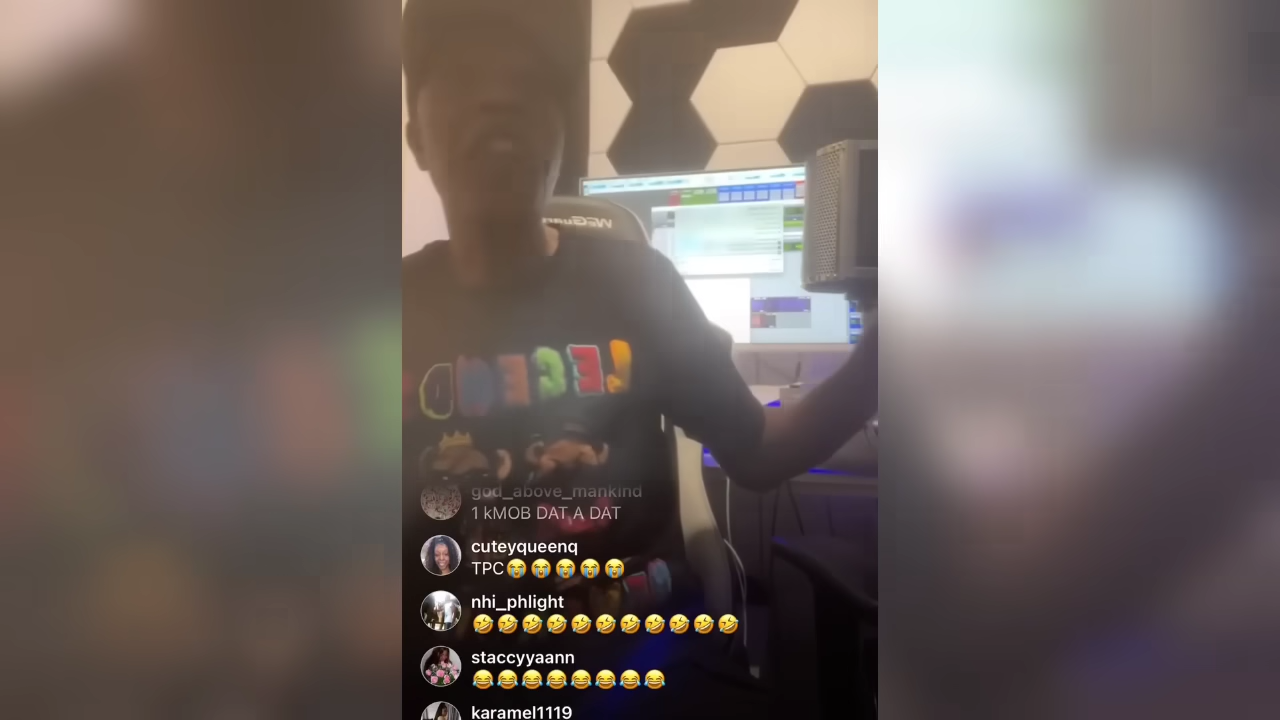 god_above_mankind
1 kMOB DAT A DAT
cuteyqueenq
TPC😭😭😭😭😭
nhi_phlight
🤣🤣🤣🤣🤣🤣🤣🤣🤣🤣🤣
staccyyaann
😂😂😂😂😂😂😂😂
karamel1119